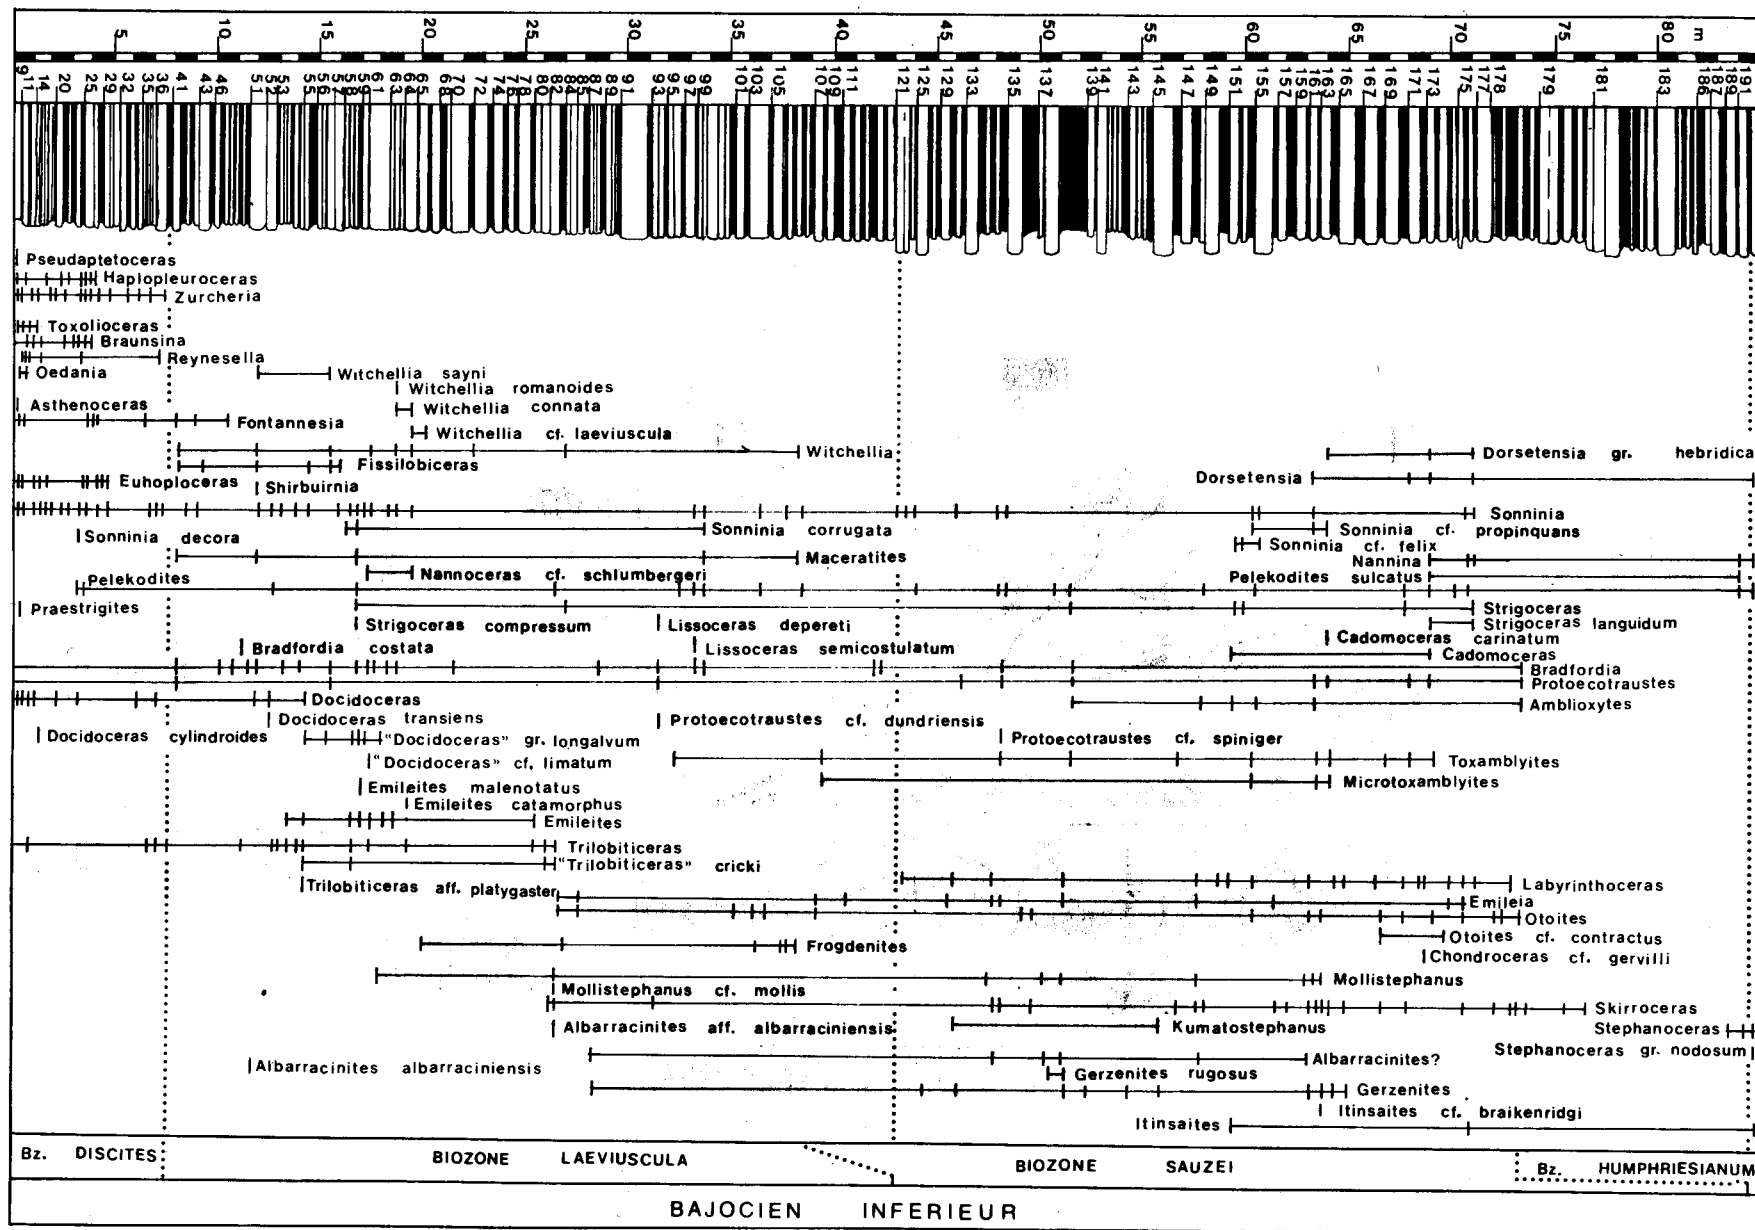 5 10 15 20 25 30 35 40 45 50 55 60 65 70 75 80 m
9 11 14 20 25 29 32 35 36 41 43 46 51 52 53 55 56 57 58 59 61 63 64 65 68 70 72 74 76 78 80 82 84 85 87 89 91 93 95 97 99 101 103 105 107 109 111 121 125 129 131 135 137 139 141 143 145 147 149 151 155 157 159 161 163 165 167 169 171 173 175 177 178 179 181 183 186 187 189 191
Pseudaptetoceras
Haplopleuroceras
Zurcheria
Toxolioceras
Braunsina
Reynesella
Oedania
Witchellia sayni
Witchellia romanoides
Asthenoceras
Witchellia connata
Fontannesia
Witchellia cf. laeviuscula
Witchellia
Dorsetensia gr. hebridica
Fissilobiceras
Euhoploceras
Shirbuirnia
Dorsetensia
Sonninia
Sonninia corrugata
Sonninia cf. propinquans
Sonninia decora
Sonninia cf. felix
Maceratites
Nannina
Nannoceras cf. schlumbergeri
Pelekodites
Pelekodites sulcatus
Praestrigites
Strigoceras
Strigoceras compressum
Lissoceras depereti
Strigoceras languidum
Cadomoceras carinatum
Bradfordia costata
Lissoceras semicostulatum
Cadomoceras
Bradfordia
Protoecotraustes
Docidoceras
Amblioxytes
Docidoceras transiens
Protoecotraustes cf. dundriensis
Docidoceras cylindroides
"Docidoceras" gr. longalvum
Protoecotraustes cf. spiniger
"Docidoceras" cf. limatum
Toxamblyites
Emileites malenotatus
Microtoxamblyites
Emileites catamorphus
Emileites
Trilobiticeras
"Trilobiticeras" cricki
Trilobiticeras aff. platygaster
Labyrinthoceras
Emileia
Otoites
Otoites cf. contractus
Frogdenites
Chondroceras cf. gervilli
Mollistephanus
Mollistephanus cf. mollis
Skirroceras
Albarracinites aff. albarraciniensis
Kumatostephanus
Stephanoceras
Stephanoceras gr. nodosum
Albarracinites albarraciniensis
Albarracinites?
Gerzenites rugosus
Gerzenites
Itinsaites cf. braikenridgi
Itinsaites
Bz. DISCITES
BIOZONE LAEVIUSCULA
BIOZONE SAUZEI
Bz. HUMPHRIESIANUM
BAJOCIEN INFERIEUR